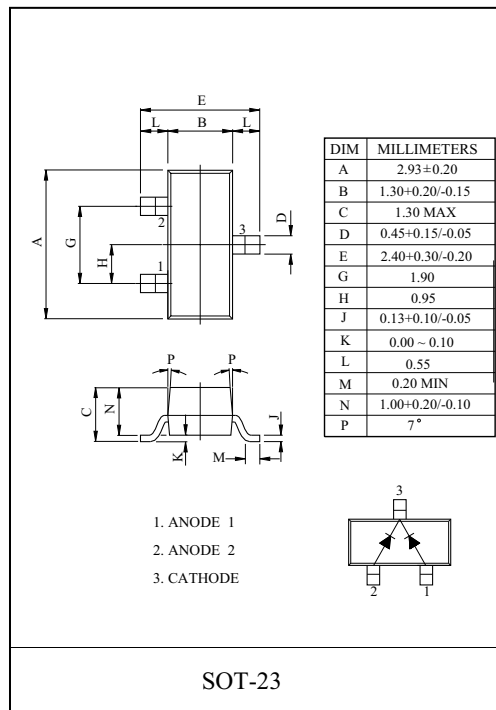 E
L B L
A
G
H
D
2
3
1
DIM MILLIMETERS
A 2.93±0.20
B 1.30+0.20/-0.15
C 1.30 MAX
D 0.45+0.15/-0.05
E 2.40+0.30/-0.20
G 1.90
H 0.95
J 0.13+0.10/-0.05
K 0.00 ~ 0.10
L 0.55
M 0.20 MIN
N 1.00+0.20/-0.10
P 7°
P P
C
N
J
K
M
1. ANODE 1
2. ANODE 2
3. CATHODE
3
2 1
SOT-23